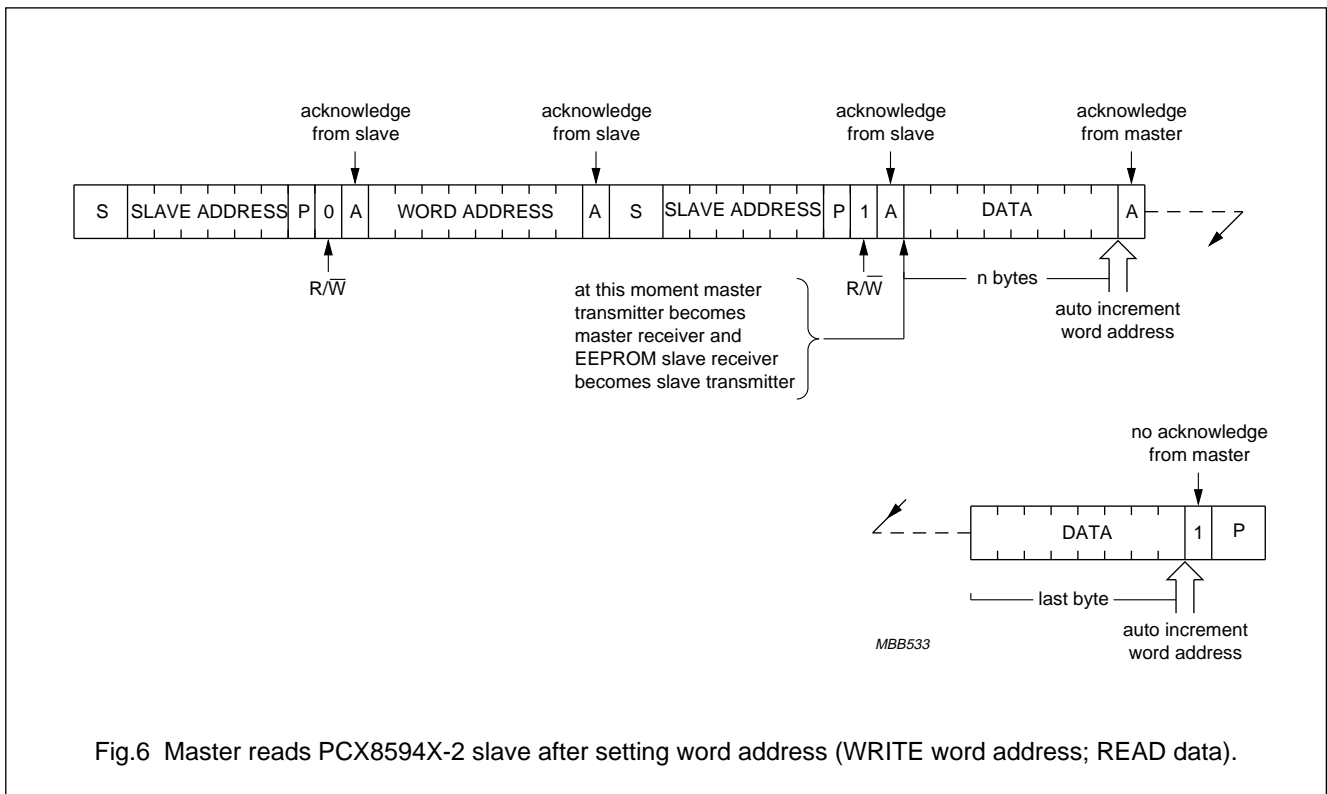 acknowledge from slave
acknowledge from slave
acknowledge from slave
acknowledge from master
S SLAVE ADDRESS P 0 A WORD ADDRESS A S SLAVE ADDRESS P 1 A DATA A
R/W̅
R/W̅
n bytes
at this moment master
transmitter becomes
master receiver and
EEPROM slave receiver
becomes slave transmitter
auto increment
word address
no acknowledge
from master
DATA 1 P
last byte
auto increment
word address
MBB533
Fig.6 Master reads PCX8594X-2 slave after setting word address (WRITE word address; READ data).